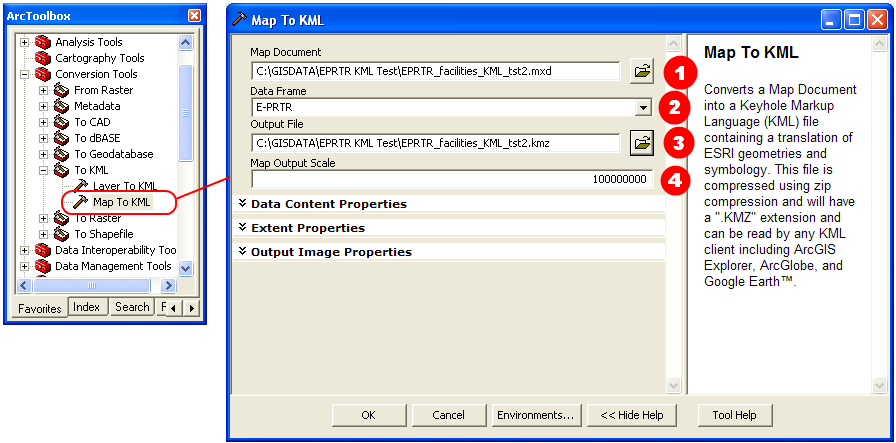 ArcToolbox
Analysis Tools
Cartography Tools
Conversion Tools
From Raster
Metadata
To CAD
To dBASE
To Geodatabase
To KML
Layer To KML
Map To KML
To Raster
To Shapefile
Data Interoperability Too
Data Management Tools
Favorites Index Search F
Map To KML
Map Document
C:\GISDATA\EPRTR KML Test\EPRTR_facilities_KML_tst2.mxd
1
Data Frame
E-PRTR
2
Output File
C:\GISDATA\EPRTR KML Test\EPRTR_facilities_KML_tst2.kmz
3
Map Output Scale
100000000
4
Data Content Properties
Extent Properties
Output Image Properties
OK Cancel Environments... << Hide Help Tool Help
Map To KML
Converts a Map Document
into a Keyhole Markup
Language (KML) file
containing a translation of
ESRI geometries and
symbology. This file is
compressed using zip
compression and will have
a ".KMZ" extension and
can be read by any KML
client including ArcGIS
Explorer, ArcGlobe, and
Google Earth™.